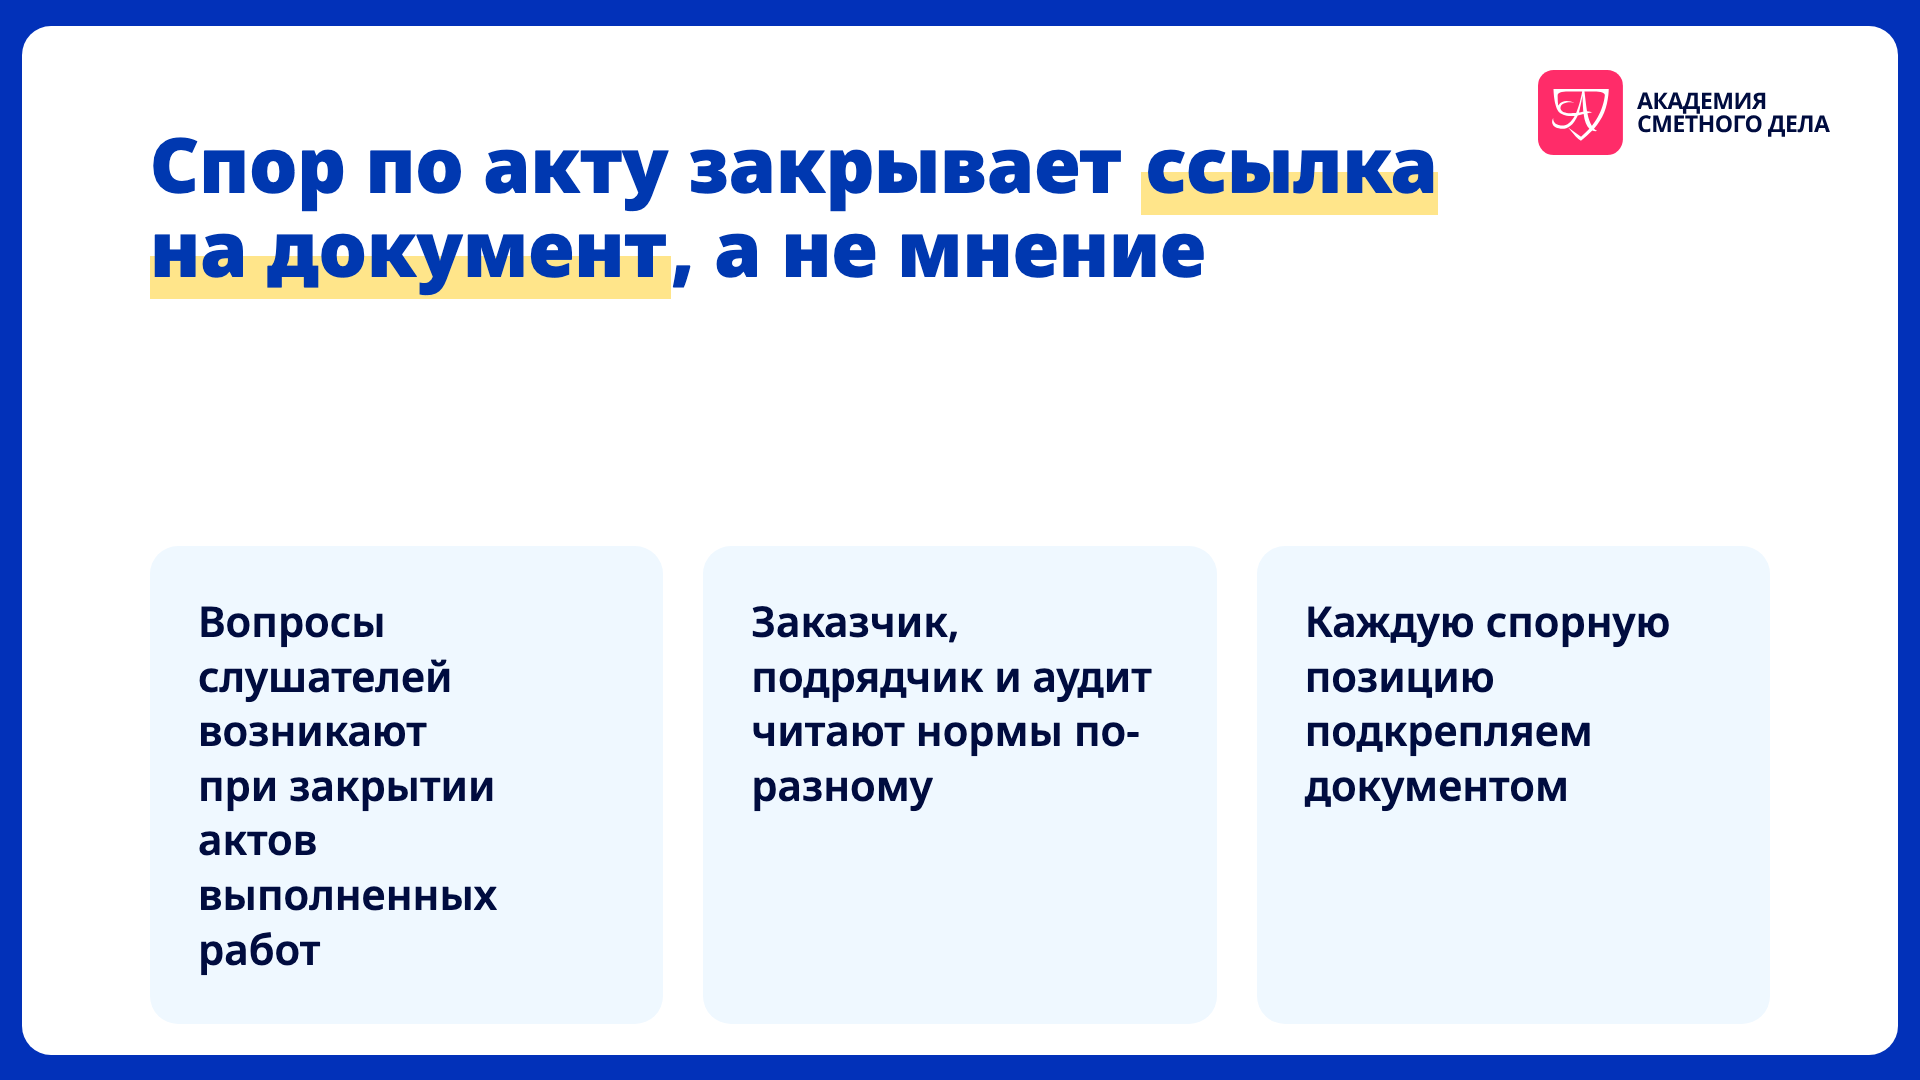 АКАДЕМИЯ
СМЕТНОГО ДЕЛА
Спор по акту закрывает ссылка
на документ, а не мнение
Вопросы
слушателей
возникают
при закрытии
актов
выполненных
работ
Заказчик,
подрядчик и аудит
читают нормы по-
разному
Каждую спорную
позицию
подкрепляем
документом